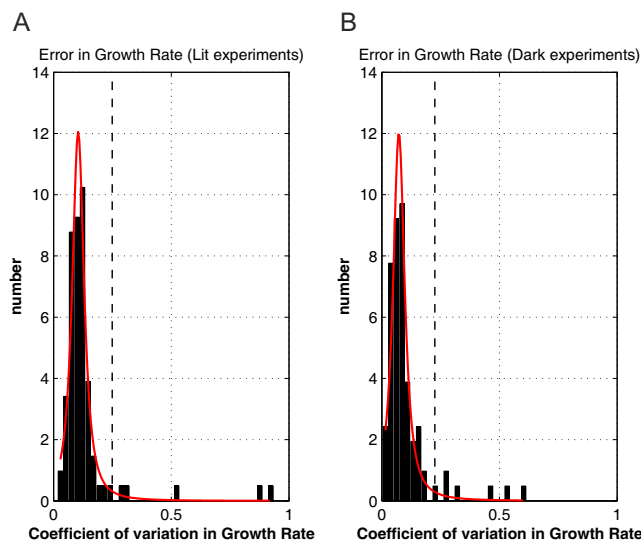 A
B
Error in Growth Rate (Lit experiments)
Error in Growth Rate (Dark experiments)
14
12
10
8
6
4
2
0
number
0
0.5
1
Coefficient of variation in Growth Rate
14
12
10
8
6
4
2
0
number
0
0.5
1
Coefficient of variation in Growth Rate